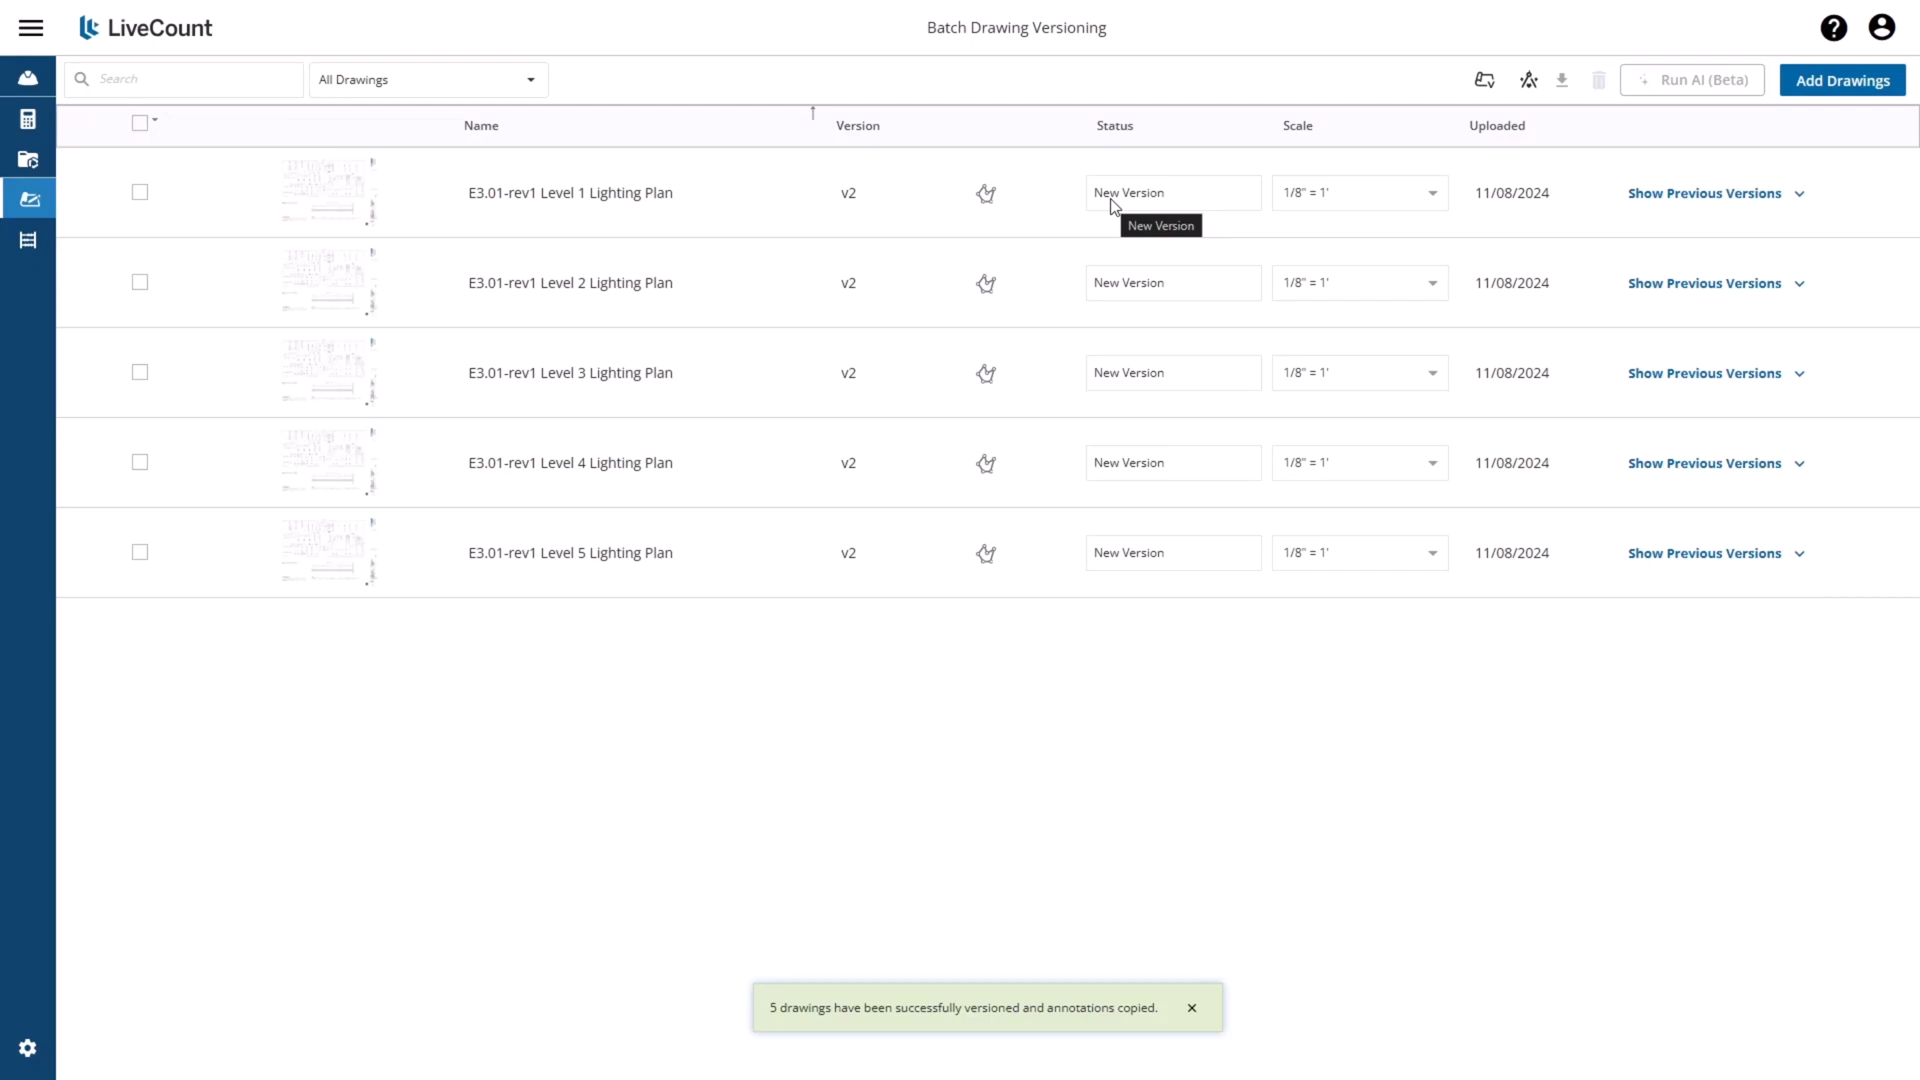 LiveCount
Batch Drawing Versioning
?
Search
All Drawings
Run AI (Beta)
Add Drawings
Name
Version
Status
Scale
Uploaded
E3.01-rev1 Level 1 Lighting Plan
v2
New Version
1/8" = 1'
11/08/2024
Show Previous Versions
New Version
E3.01-rev1 Level 2 Lighting Plan
v2
New Version
1/8" = 1'
11/08/2024
Show Previous Versions
E3.01-rev1 Level 3 Lighting Plan
v2
New Version
1/8" = 1'
11/08/2024
Show Previous Versions
E3.01-rev1 Level 4 Lighting Plan
v2
New Version
1/8" = 1'
11/08/2024
Show Previous Versions
E3.01-rev1 Level 5 Lighting Plan
v2
New Version
1/8" = 1'
11/08/2024
Show Previous Versions
5 drawings have been successfully versioned and annotations copied.